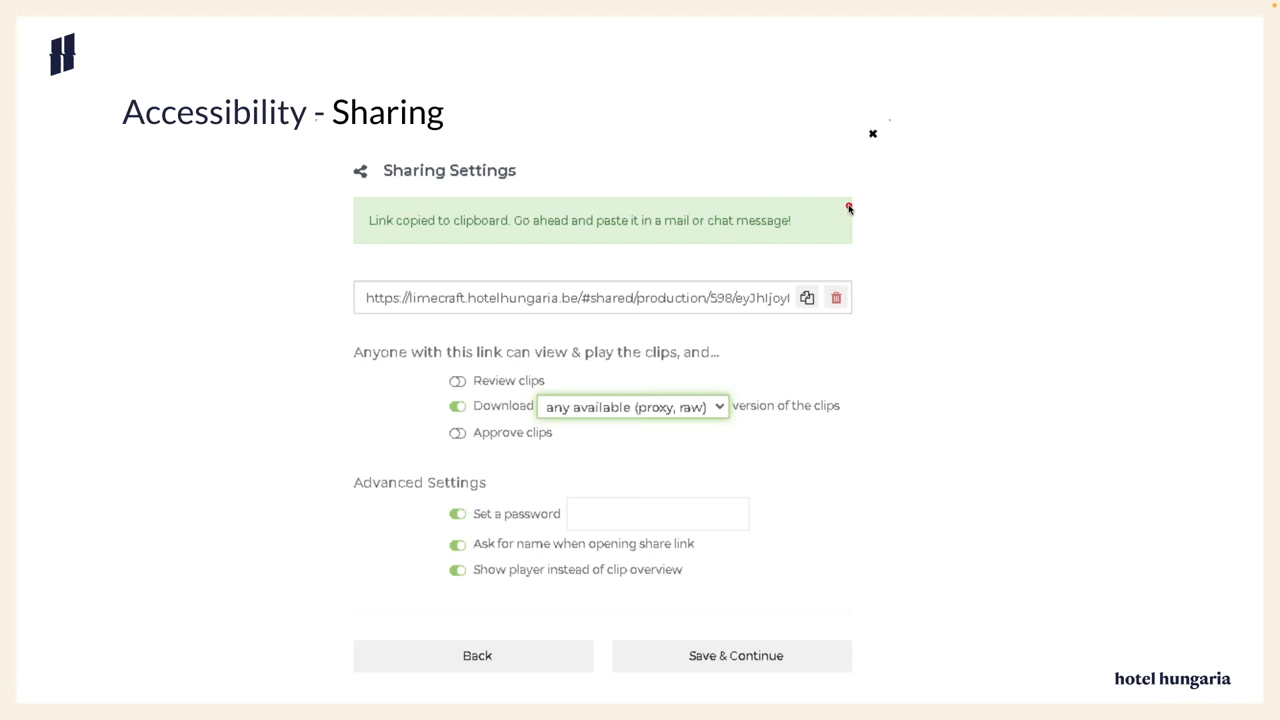 Accessibility - Sharing
Sharing Settings
Link copied to clipboard. Go ahead and paste it in a mail or chat message!
https://limecraft.hotelhungaria.be/#shared/production/598/eyJhIjoyI
Anyone with this link can view & play the clips, and...
Review clips
Download any available (proxy, raw) version of the clips
Approve clips
Advanced Settings
Set a password
Ask for name when opening share link
Show player instead of clip overview
Back Save & Continue
hotel hungaria